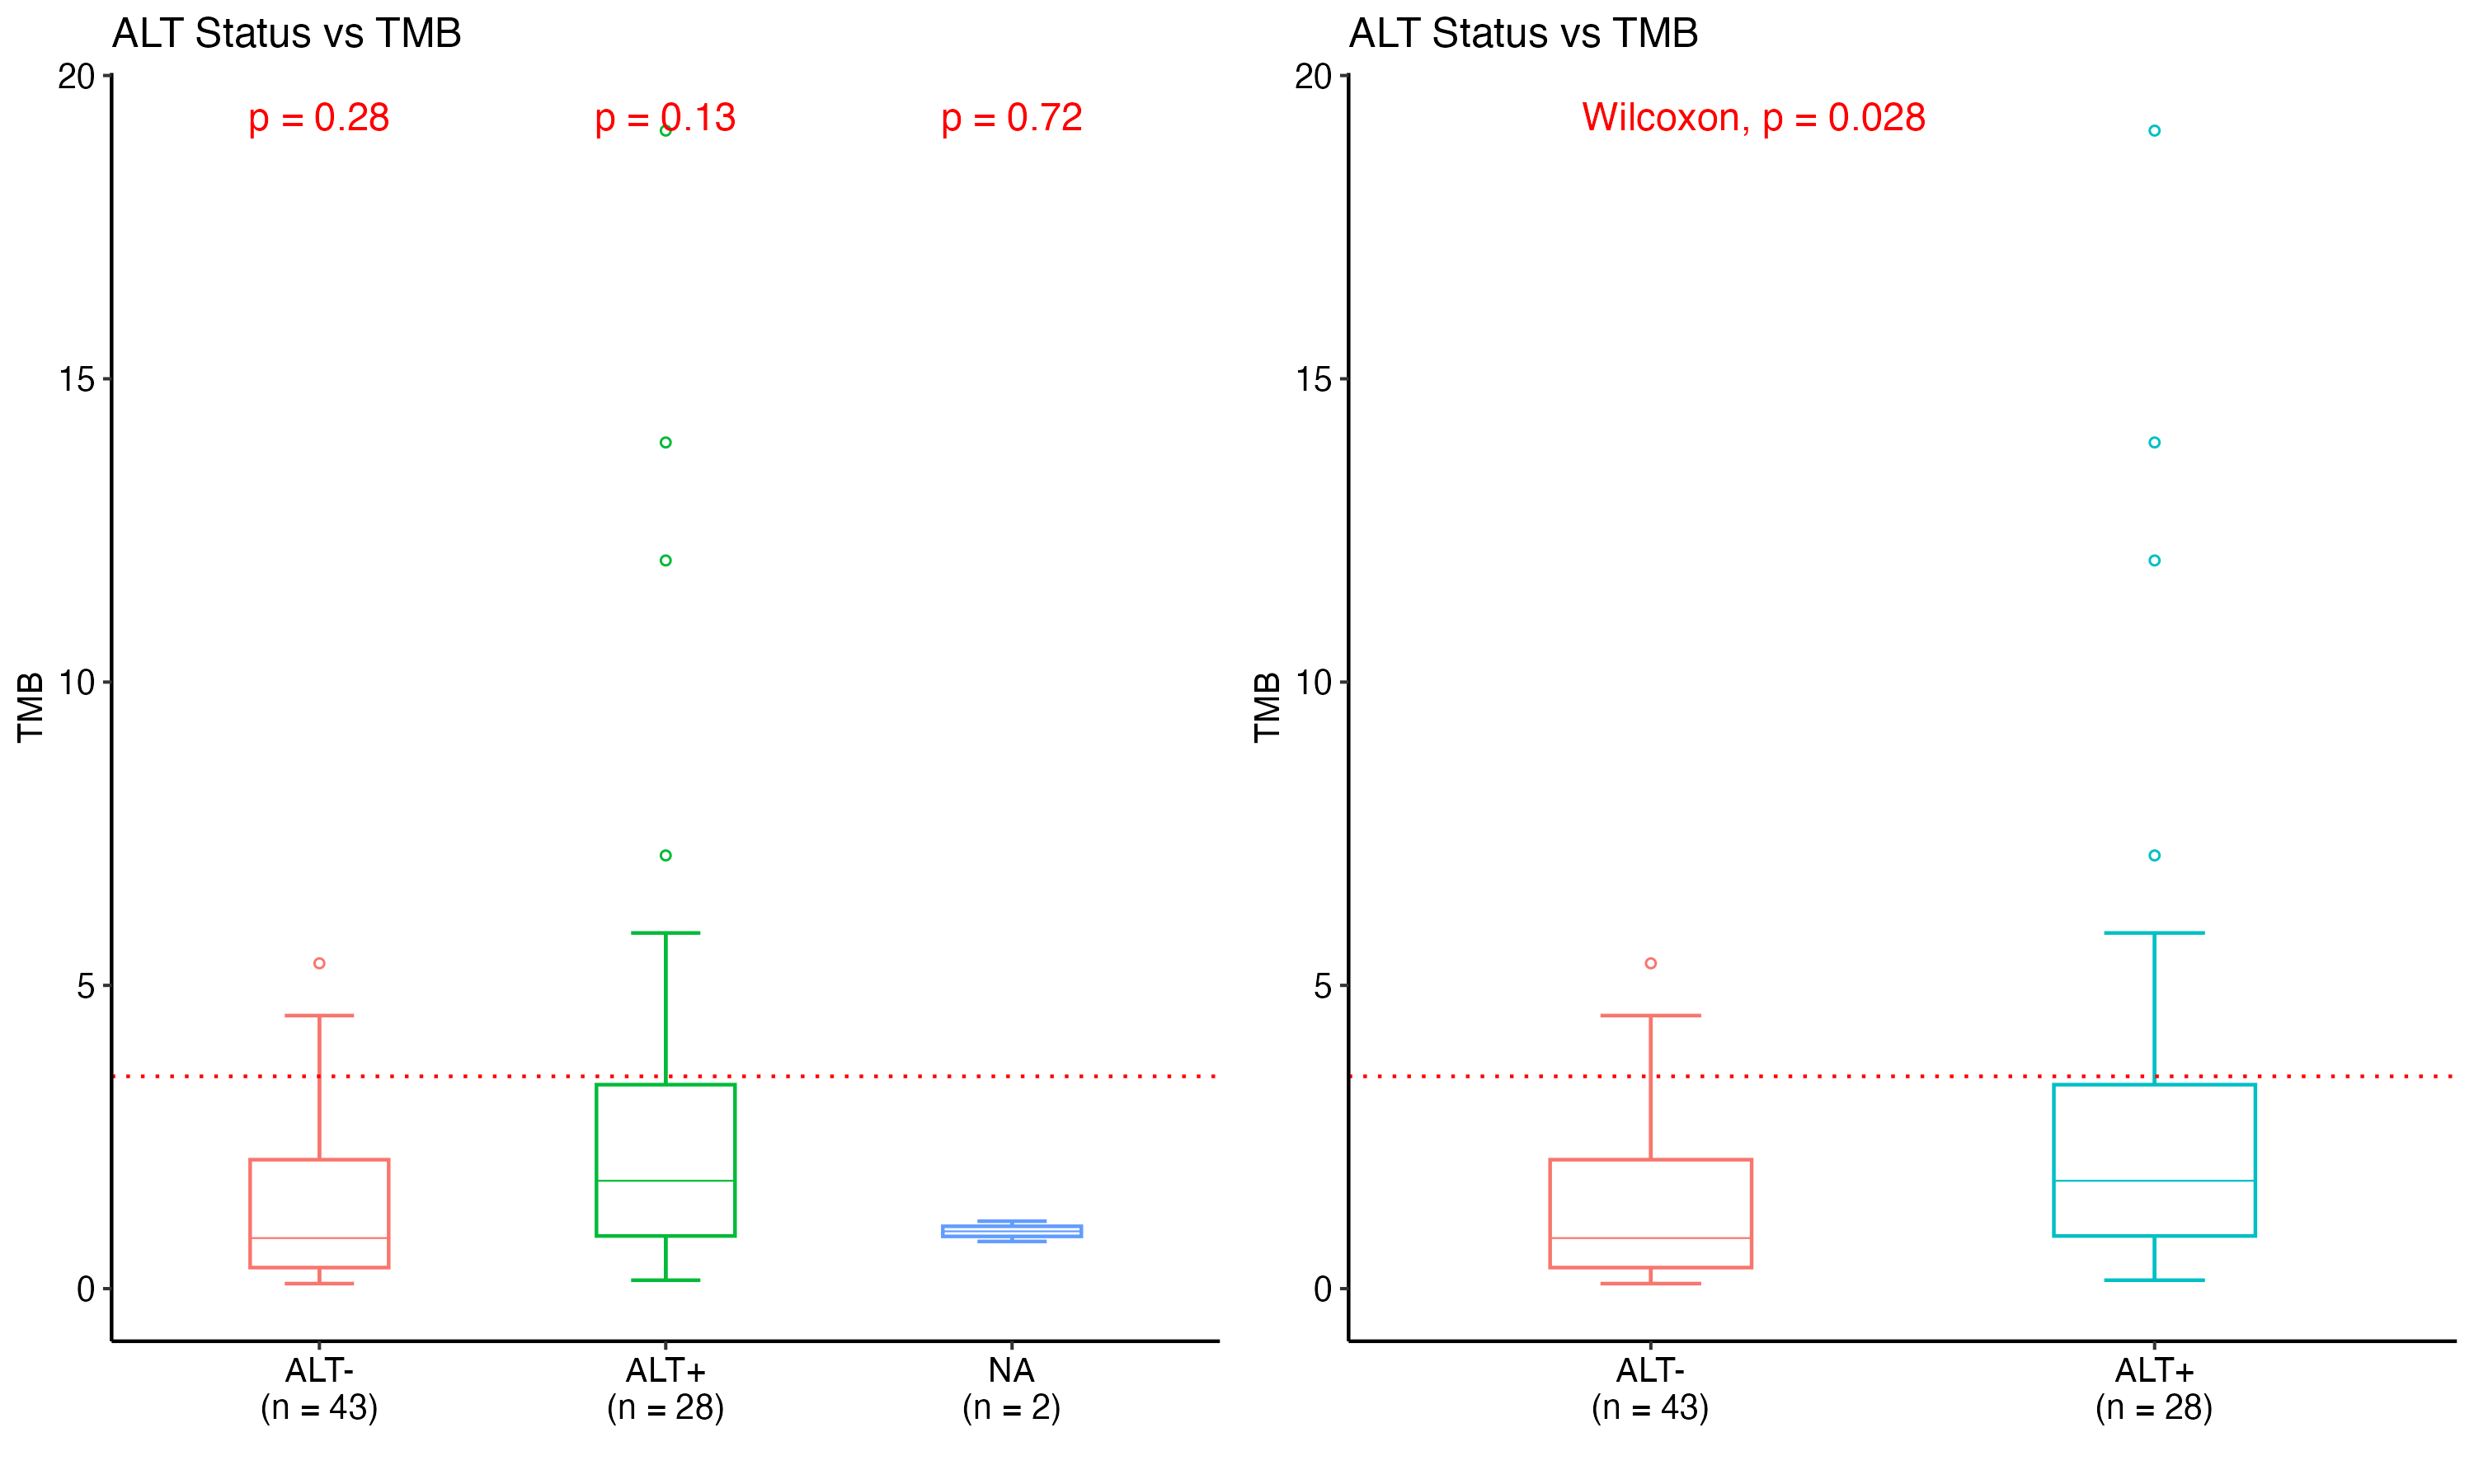 ALT Status vs TMB
20
p = 0.28
p = 0.13
p = 0.72
15
10
TMB
5
0
ALT-
(n = 43)
ALT+
(n = 28)
NA
(n = 2)
ALT Status vs TMB
20
Wilcoxon, p = 0.028
15
10
TMB
5
0
ALT-
(n = 43)
ALT+
(n = 28)